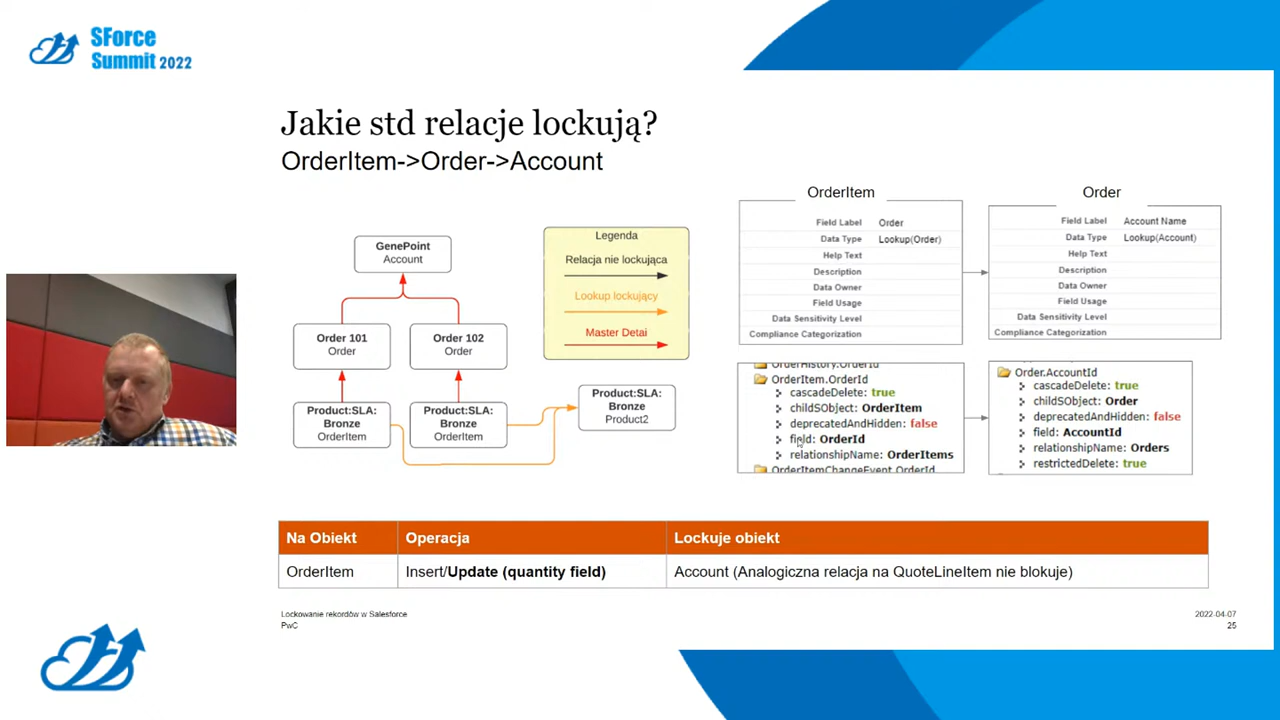 SForce
Summit 2022
Jakie std relacje lockują?
OrderItem->Order->Account
GenePoint
Account
Order 101
Order
Order 102
Order
Product:SLA:
Bronze
OrderItem
Product:SLA:
Bronze
OrderItem
Product:SLA:
Bronze
Product2
Legenda
Relacja nie lockująca
Lookup lockujący
Master Detai
OrderItem
Field Label Order
Data Type Lookup(Order)
Help Text
Description
Data Owner
Field Usage
Data Sensitivity Level
Compliance Categorization
Order
Field Label Account Name
Data Type Lookup(Account)
Help Text
Description
Data Owner
Field Usage
Data Sensitivity Level
Compliance Categorization
OrderHistory.OrderId
OrderItem.OrderId
cascadeDelete: true
childSObject: OrderItem
deprecatedAndHidden: false
field: OrderId
relationshipName: OrderItems
OrderItemChangeEvent.OrderId
Order.AccountId
cascadeDelete: true
childSObject: Order
deprecatedAndHidden: false
field: AccountId
relationshipName: Orders
restrictedDelete: true
Na Obiekt Operacja Lockuje obiekt
OrderItem Insert/Update (quantity field) Account (Analogiczna relacja na QuoteLineItem nie blokuje)
Lockowanie rekordów w Salesforce
PwC
2022-04-07
25